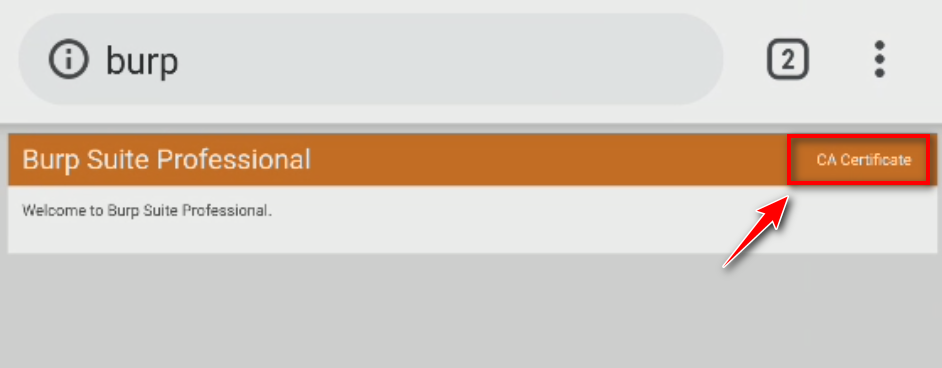 burp
2
Burp Suite Professional
CA Certificate
Welcome to Burp Suite Professional.